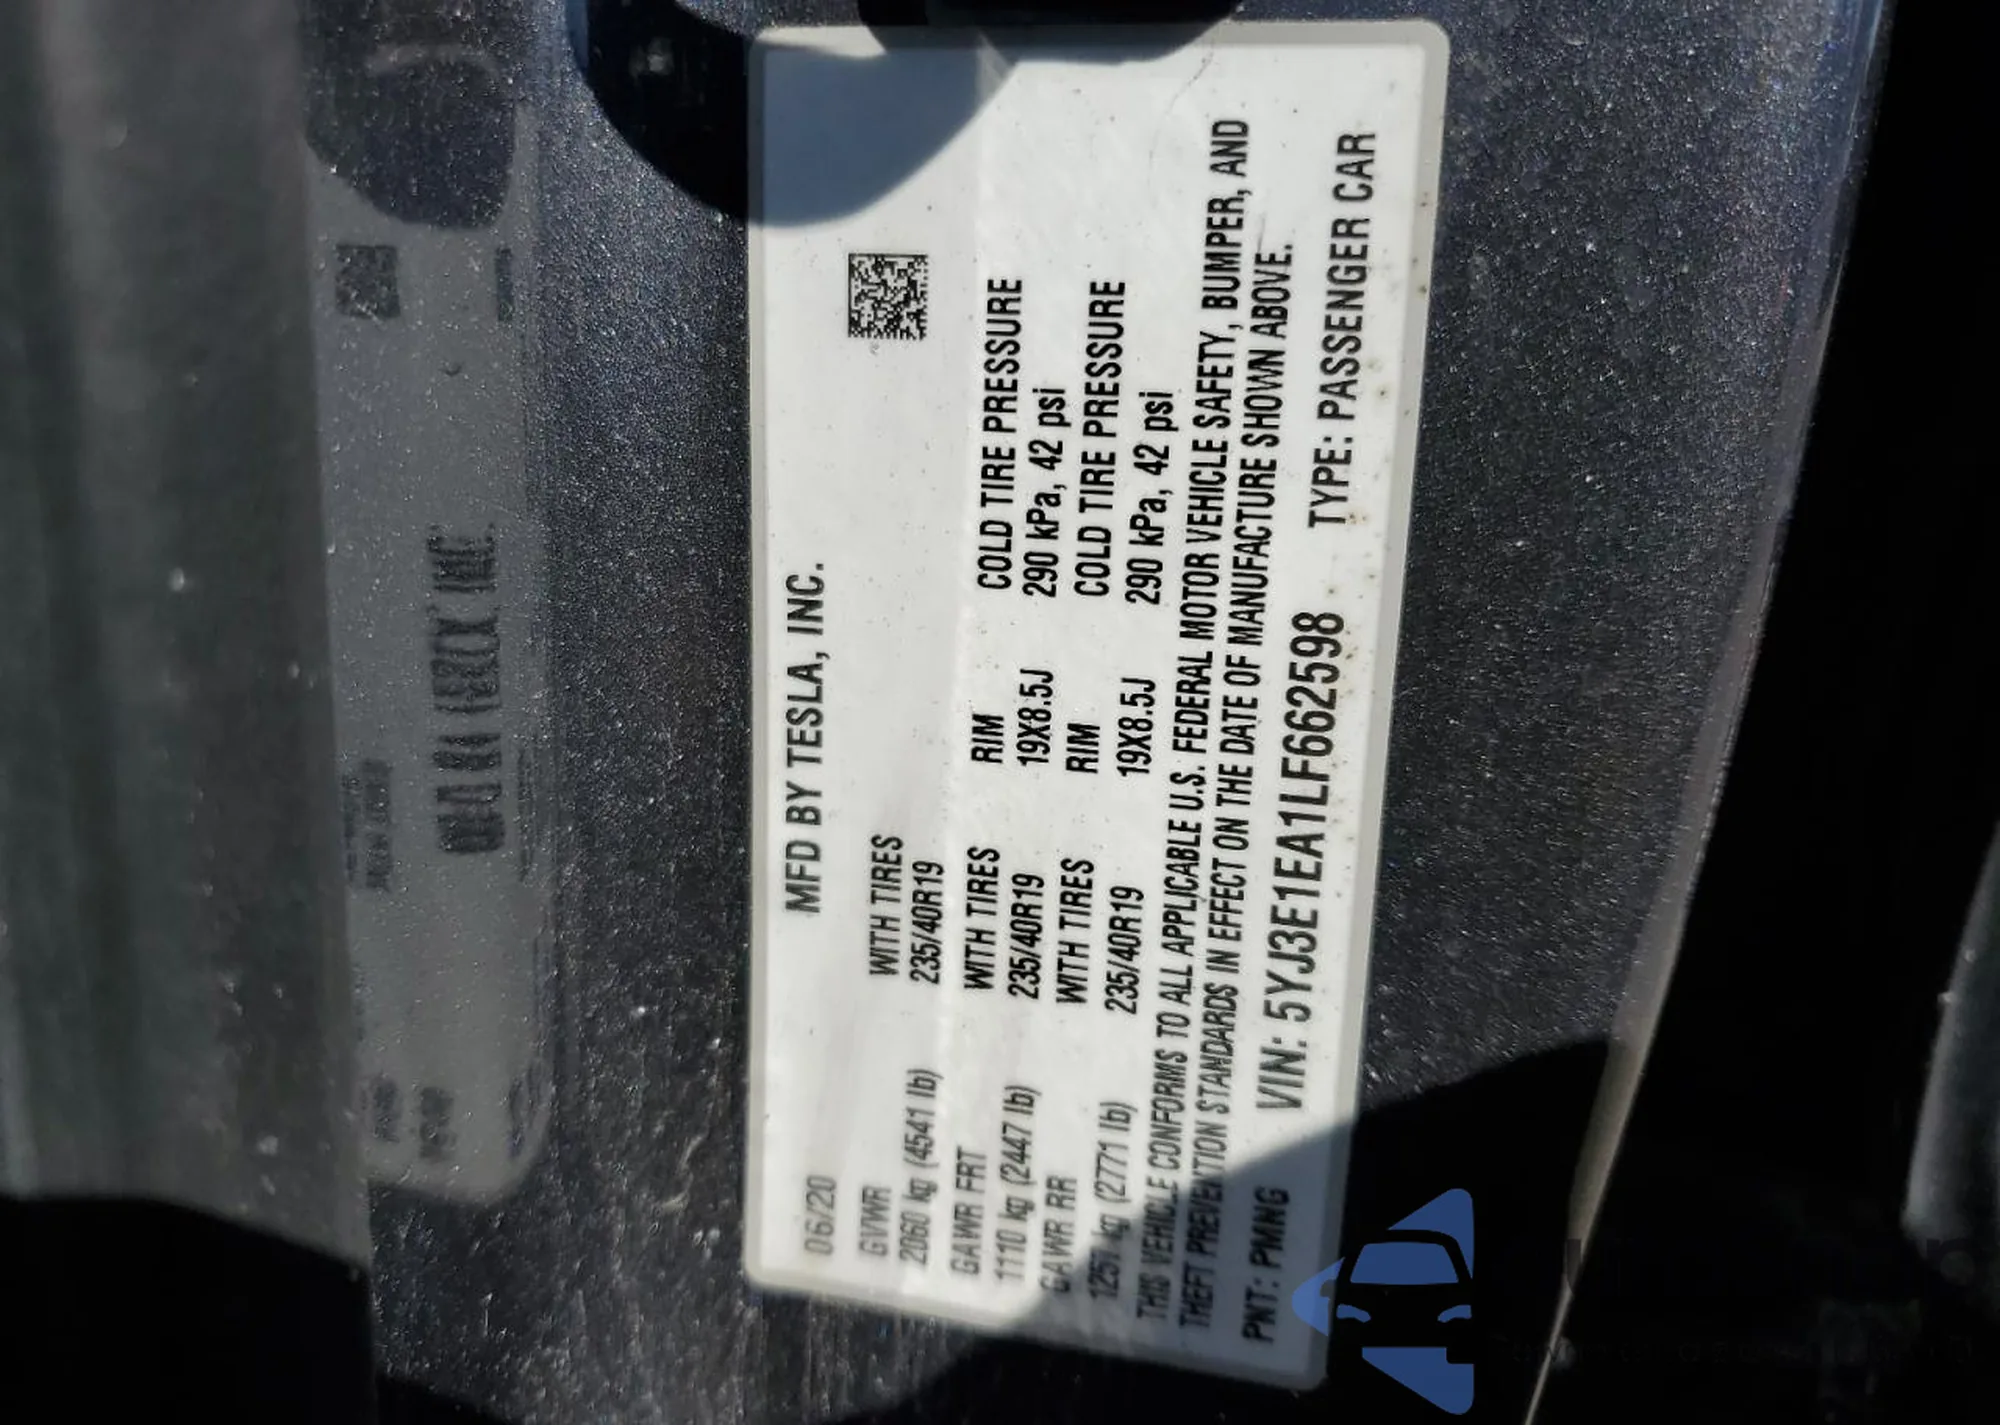 MFD BY TESLA, INC.
06/20
GVWR WITH TIRES
2060 kg (4541 lb) 235/40R19
GAWR FRT WITH TIRES RIM COLD TIRE PRESSURE
1110 kg (2447 lb) 235/40R19 19X8.5J 290 kPa, 42 psi
GAWR RR WITH TIRES RIM COLD TIRE PRESSURE
1257 kg (2771 lb) 235/40R19 19X8.5J 290 kPa, 42 psi
THIS VEHICLE CONFORMS TO ALL APPLICABLE U.S. FEDERAL MOTOR VEHICLE SAFETY, BUMPER, AND
THEFT PREVENTION STANDARDS IN EFFECT ON THE DATE OF MANUFACTURE SHOWN ABOVE.
PNT: PMNG VIN: 5YJ3E1EA1LF662598 TYPE: PASSENGER CAR